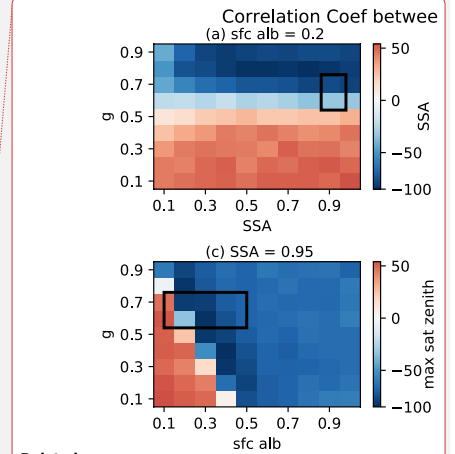 Correlation Coef betwee
(a) sfc alb = 0.2
0.9
0.7
0.5
0.3
0.1
g
0.1 0.3 0.5 0.7 0.9
SSA
50
0
−50
−100
SSA
(c) SSA = 0.95
0.9
0.7
0.5
0.3
0.1
g
0.1 0.3 0.5 0.7 0.9
sfc alb
50
0
−50
−100
max sat zenith